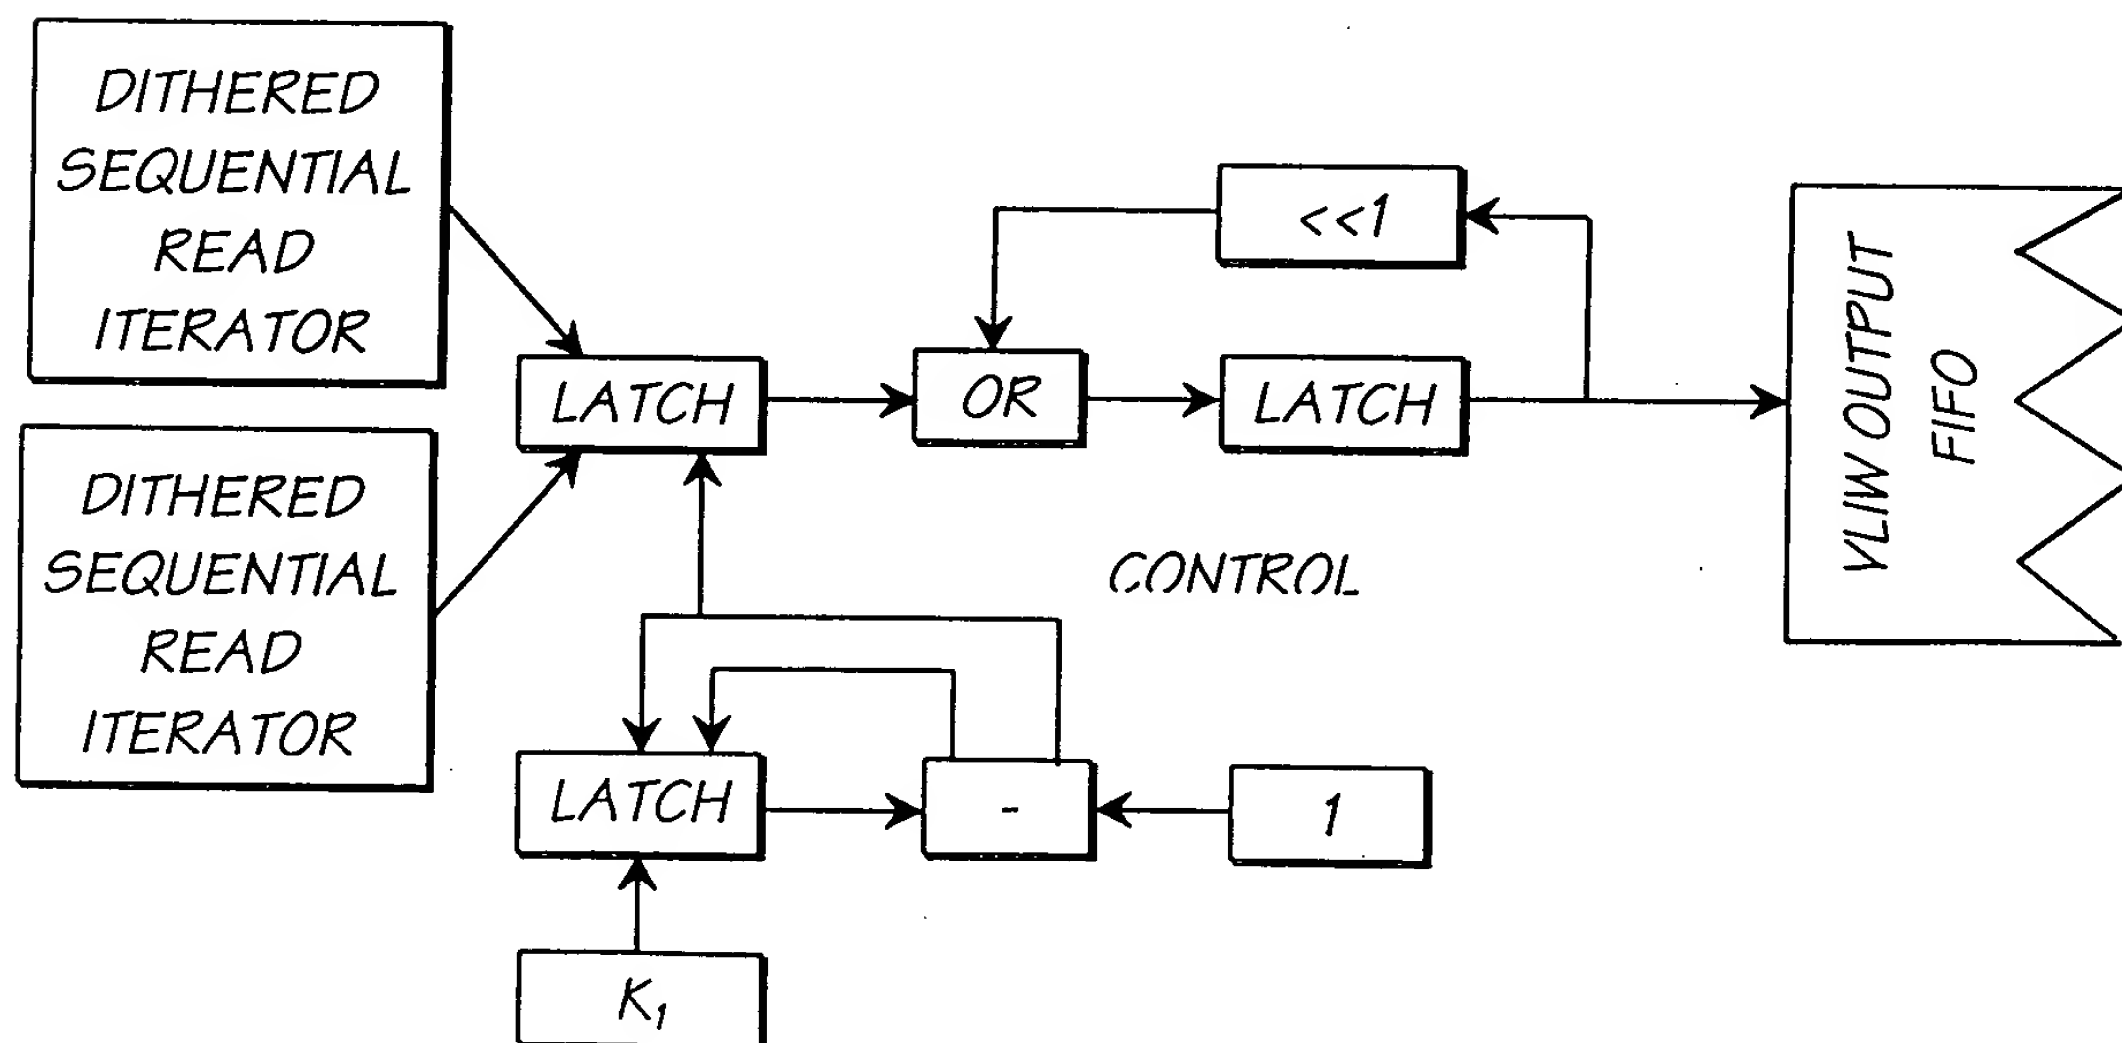 DITHERED
SEQUENTIAL
READ
ITERATOR
<<1
LATCH
OR
LATCH
VLIW OUTPUT
FIFO
DITHERED
SEQUENTIAL
READ
ITERATOR
CONTROL
LATCH
-
1
K₁